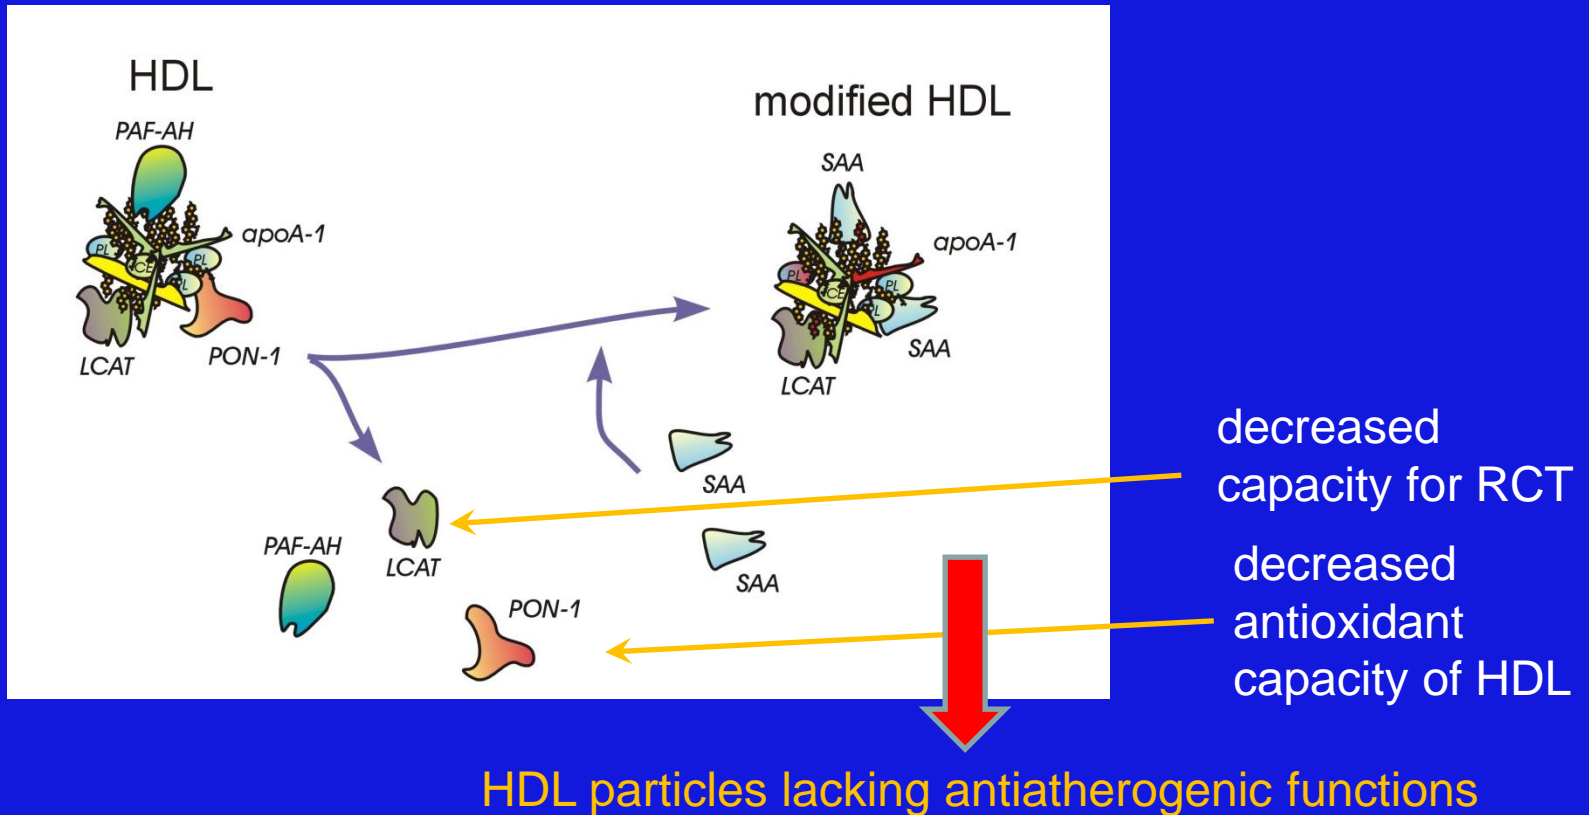 HDL
PAF-AH
apoA-1
PL
CE
PL
PL
LCAT
PON-1
modified HDL
SAA
apoA-1
PL
CE
PL
PL
SAA
LCAT
SAA
SAA
LCAT
PAF-AH
PON-1
decreased
capacity for RCT
decreased
antioxidant
capacity of HDL
HDL particles lacking antiatherogenic functions